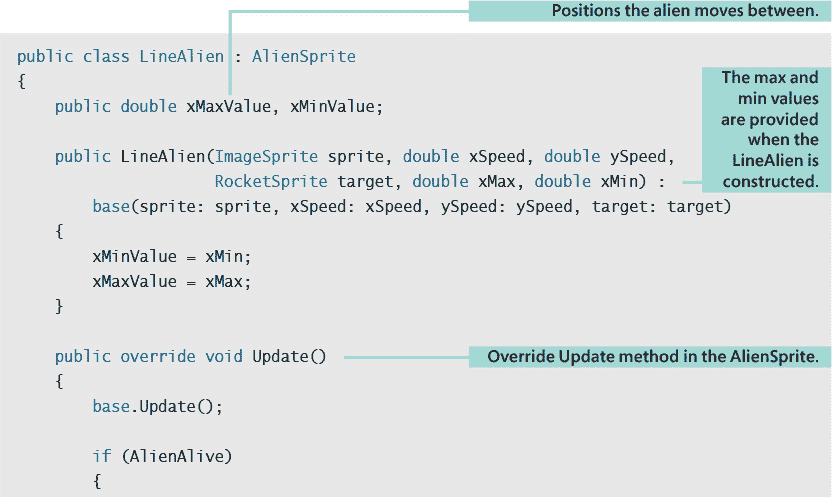 Positions the alien moves between.
public class LineAlien : AlienSprite
{
public double xMaxValue, xMinValue;
The max and
min values
are provided
when the
LineAlien is
constructed.
public LineAlien(ImageSprite sprite, double xSpeed, double ySpeed,
RocketSprite target, double xMax, double xMin) :
base(sprite: sprite, xSpeed: xSpeed, ySpeed: ySpeed, target: target)
{
xMinValue = xMin;
xMaxValue = xMax;
}
public override void Update()
Override Update method in the AlienSprite.
{
base.Update();
if (AlienAlive)
{